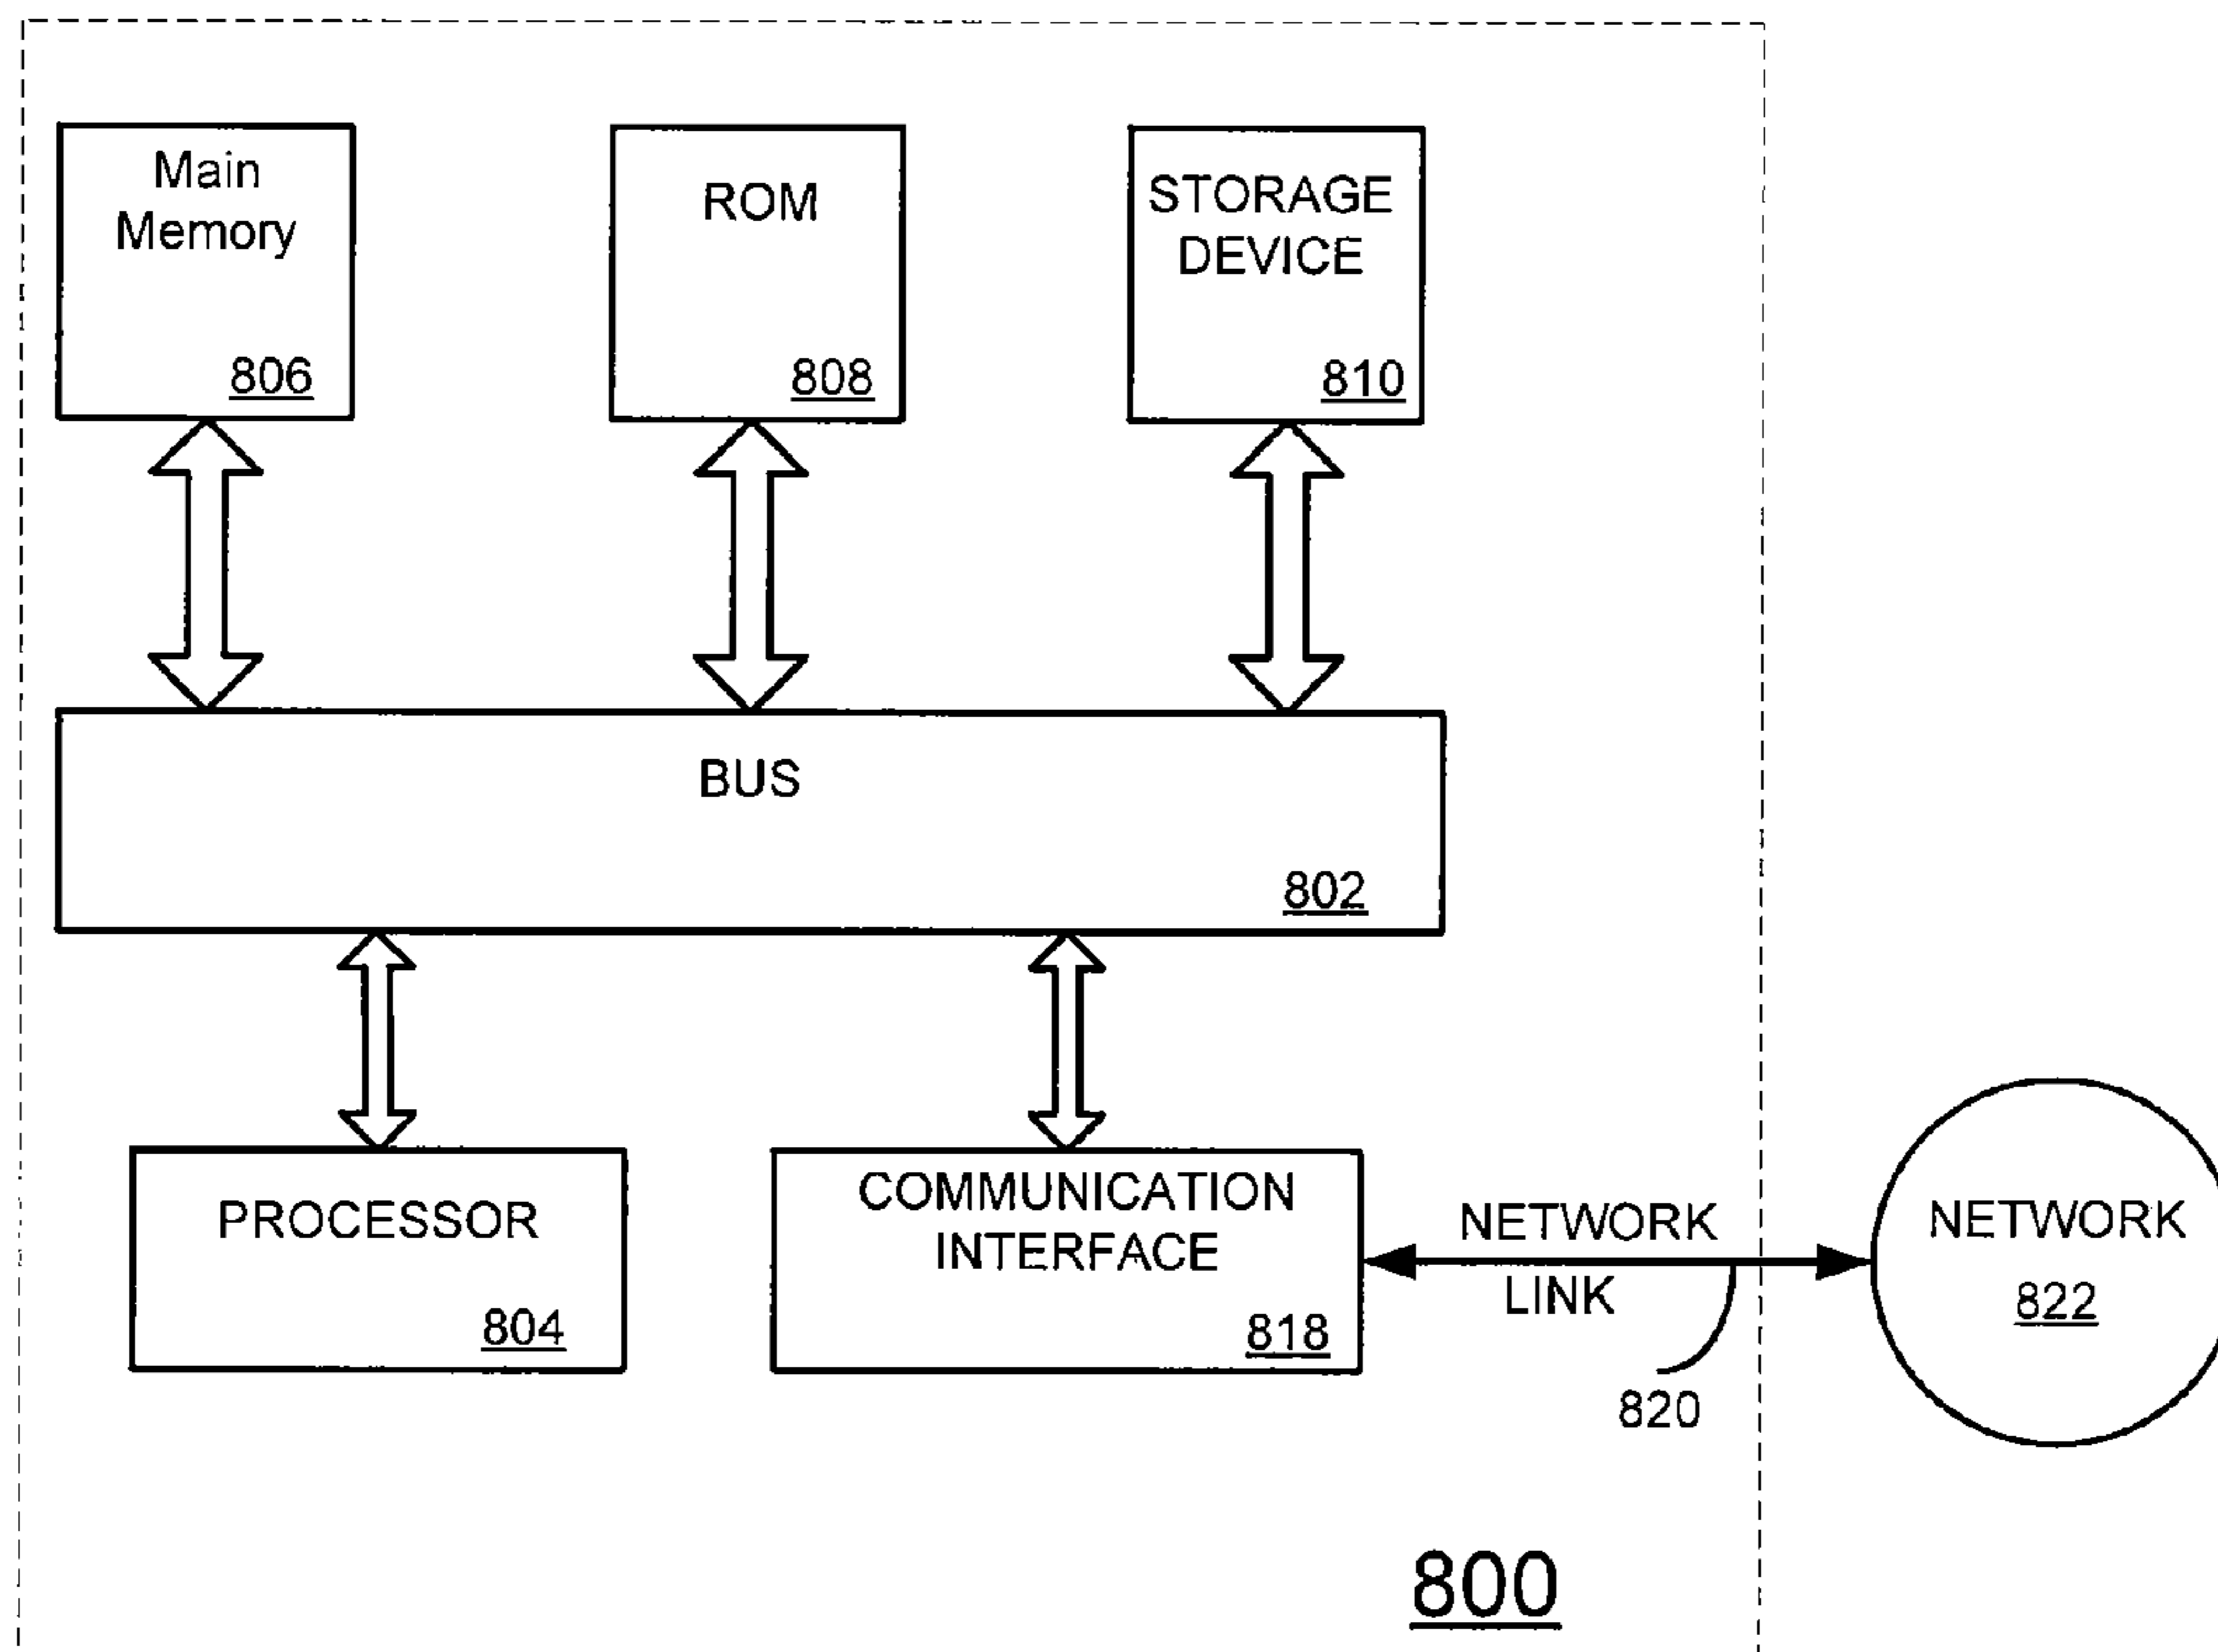 Main
Memory
806
ROM
808
STORAGE
DEVICE
810
BUS
802
PROCESSOR
804
COMMUNICATION
INTERFACE
818
NETWORK
LINK
820
NETWORK
822
800